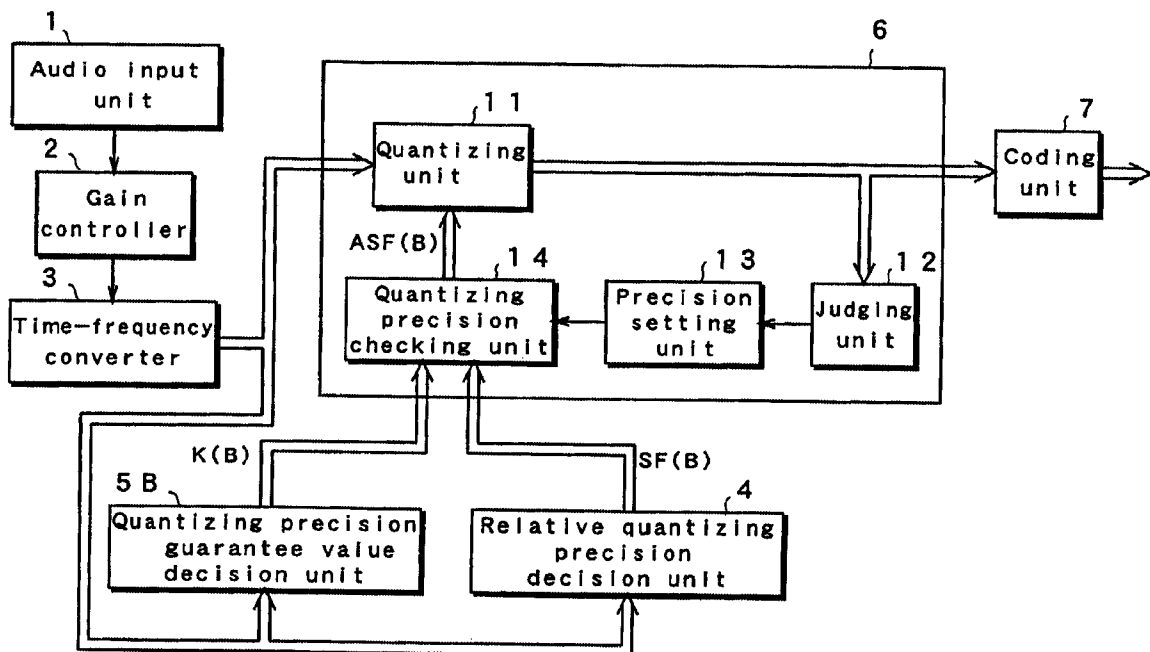 1
Audio input
unit
2
Gain
controller
3
Time-frequency
converter
6
11
Quantizing
unit
7
Coding
unit
ASF(B)
14
Quantizing
precision
checking unit
13
Precision
setting
unit
12
Judging
unit
K(B)
SF(B)
5B
Quantizing precision
guarantee value
decision unit
4
Relative quantizing
precision
decision unit